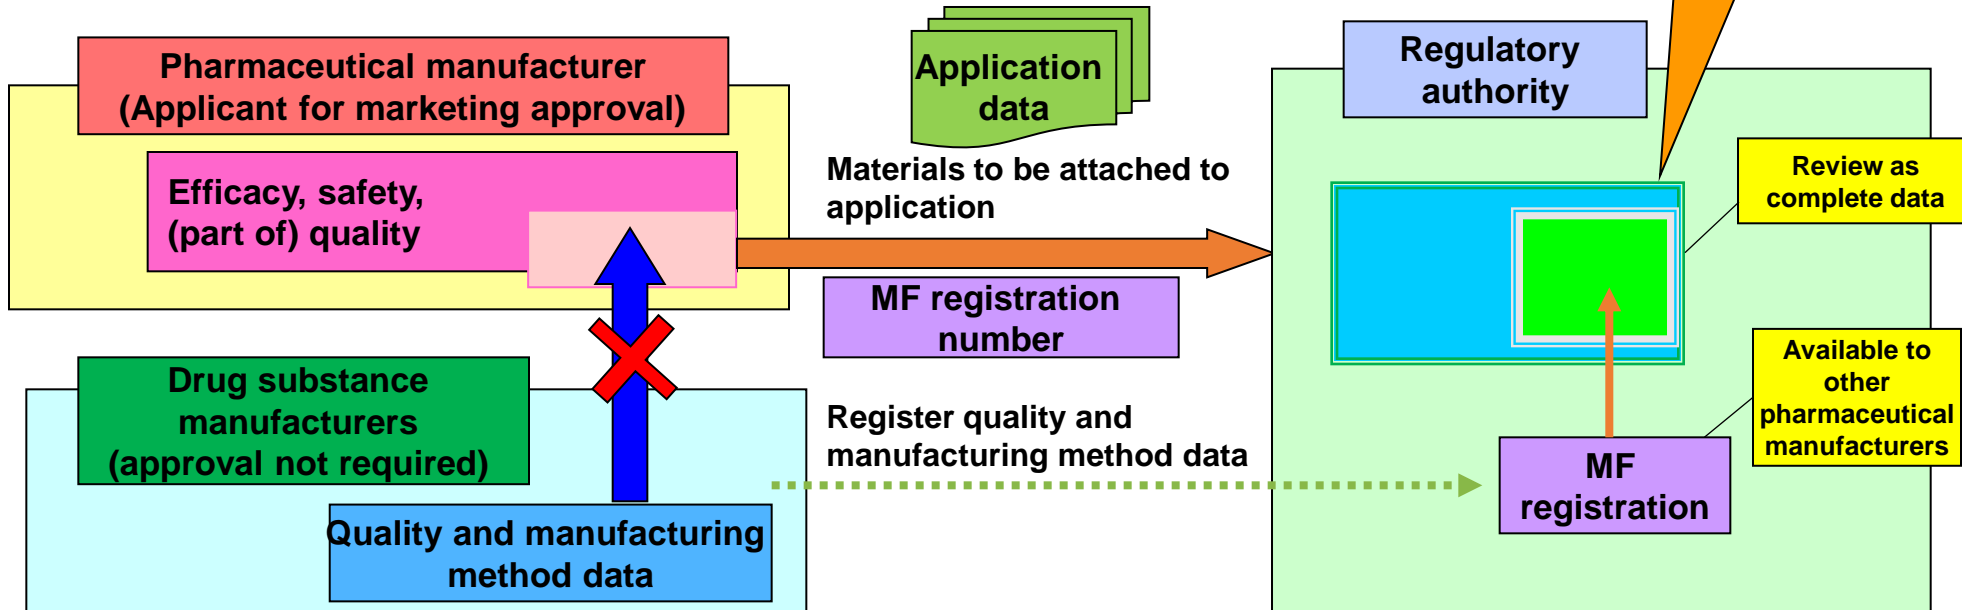 Pharmaceutical manufacturer
(Applicant for marketing approval)
Efficacy, safety,
(part of) quality
Drug substance
manufacturers
(approval not required)
Quality and manufacturing
method data
Application
data
Materials to be attached to
application
MF registration
number
Register quality and
manufacturing method data
Regulatory
authority
Review as
complete data
Available to
other
pharmaceutical
manufacturers
MF
registration